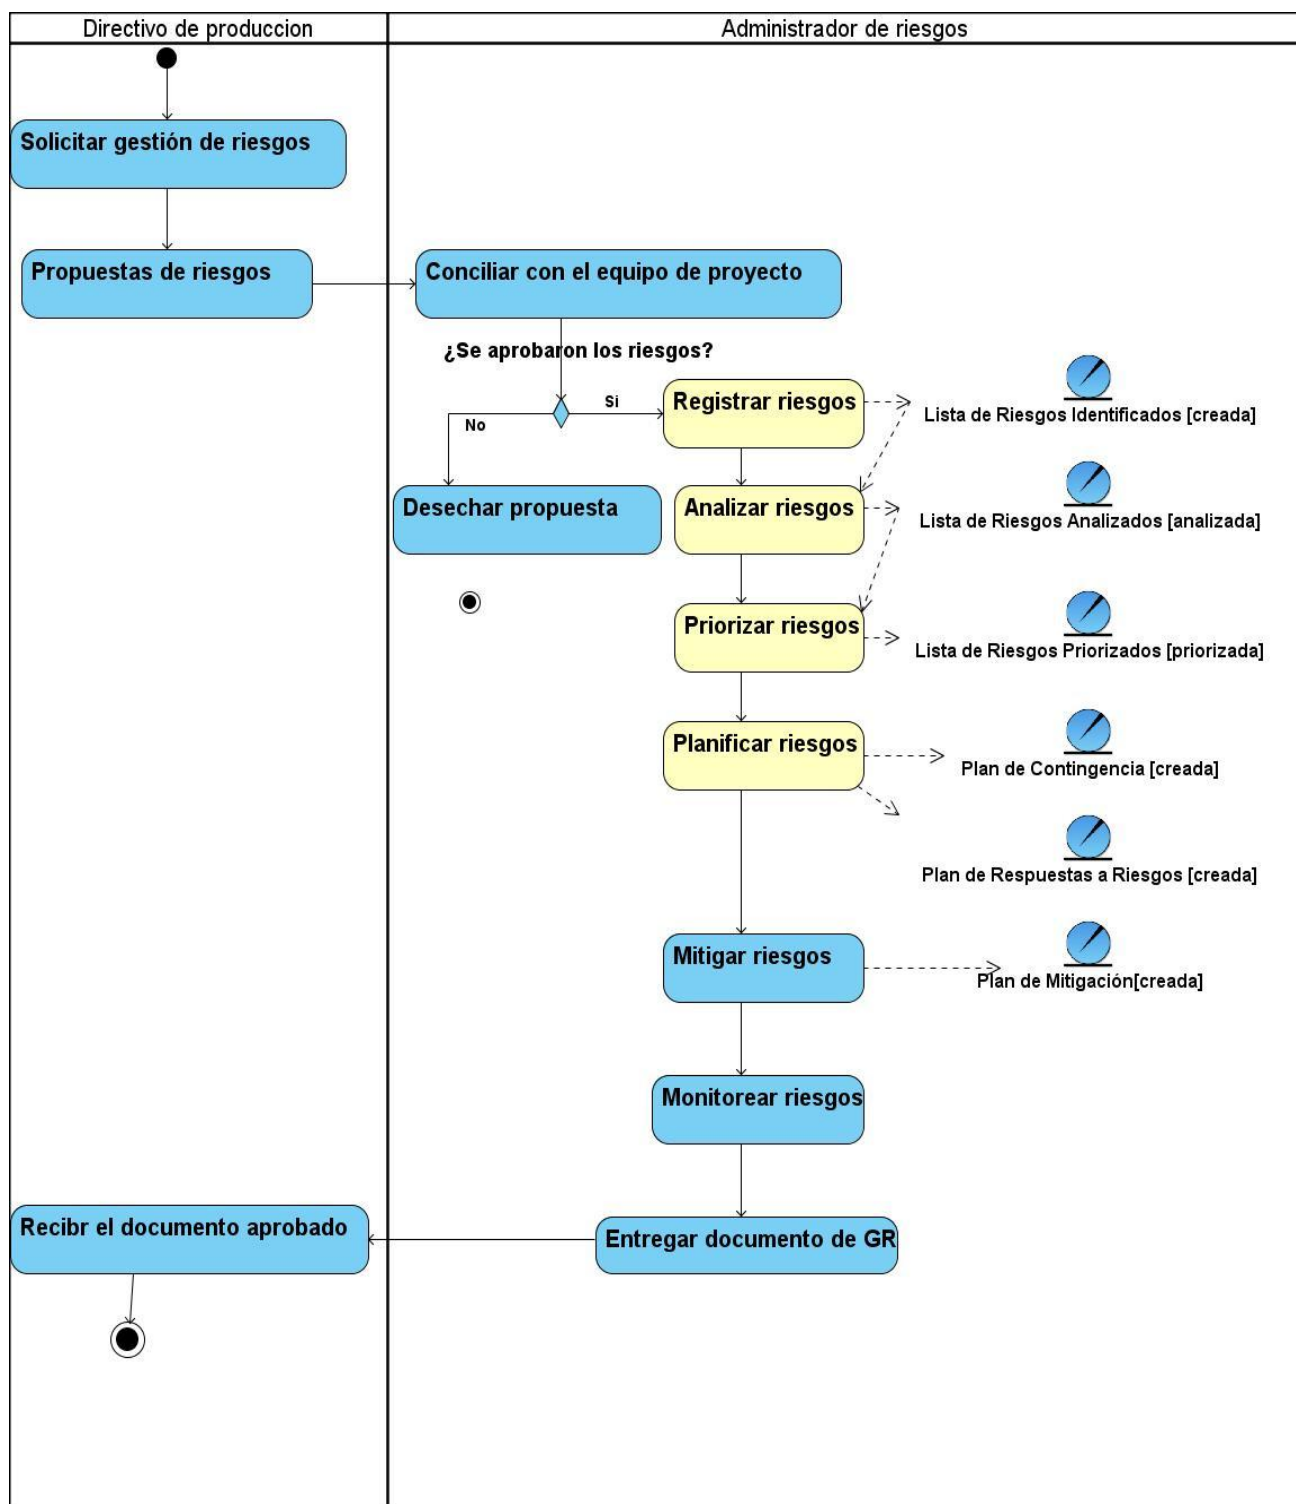 Directivo de produccion
Administrador de riesgos
Solicitar gestión de riesgos
Propuestas de riesgos
Conciliar con el equipo de proyecto
¿Se aprobaron los riesgos?
No
Si
Registrar riesgos
Lista de Riesgos Identificados [creada]
Desechar propuesta
Analizar riesgos
Lista de Riesgos Analizados [analizada]
Priorizar riesgos
Lista de Riesgos Priorizados [priorizada]
Planificar riesgos
Plan de Contingencia [creada]
Plan de Respuestas a Riesgos [creada]
Mitigar riesgos
Plan de Mitigación[creada]
Monitorear riesgos
Recibr el documento aprobado
Entregar documento de GR